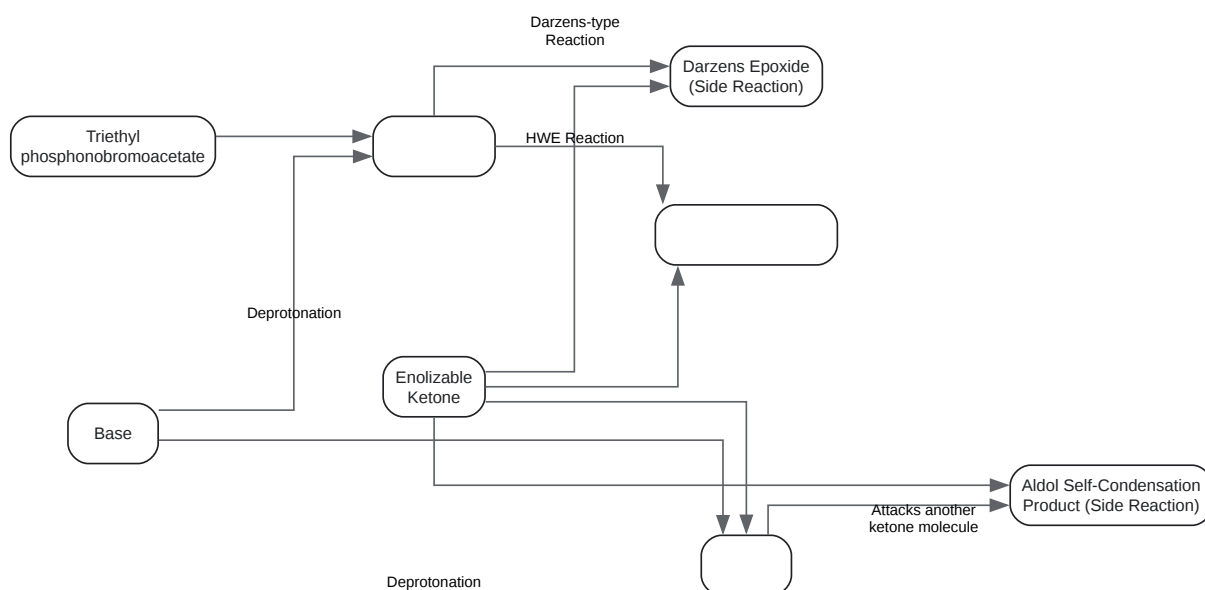 Darzens-type
Reaction
Darzens Epoxide
(Side Reaction)
Triethyl
phosphonobromoacetate
HWE Reaction
Deprotonation
Enolizable
Ketone
Base
Aldol Self-Condensation
Product (Side Reaction)
Attacks another
ketone molecule
Deprotonation